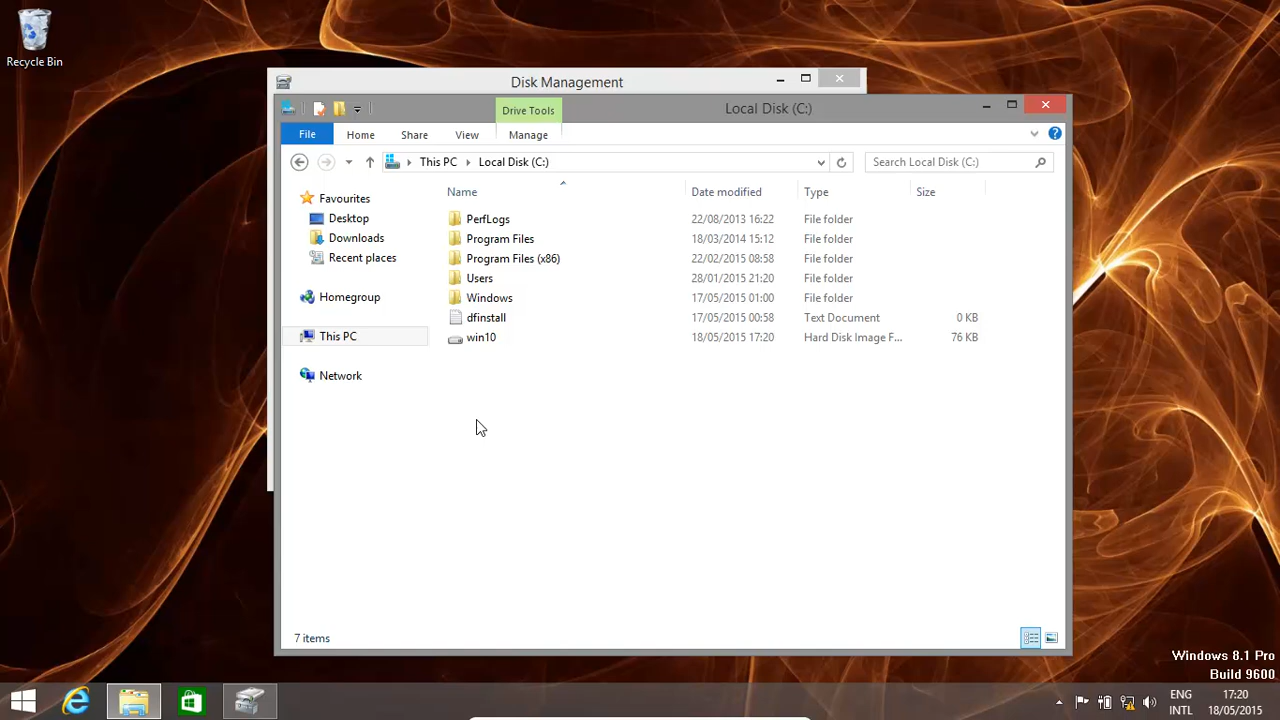 Recycle Bin
Disk Management
Drive Tools
Local Disk (C:)
File Home Share View Manage
This PC Local Disk (C:)
Search Local Disk (C:)
Name Date modified Type Size
Favourites
Desktop
Downloads
Recent places
Homegroup
This PC
Network
PerfLogs 22/08/2013 16:22 File folder
Program Files 18/03/2014 15:12 File folder
Program Files (x86) 22/02/2015 08:58 File folder
Users 28/01/2015 21:20 File folder
Windows 17/05/2015 01:00 File folder
dfinstall 17/05/2015 00:58 Text Document 0 KB
win10 18/05/2015 17:20 Hard Disk Image F... 76 KB
7 items
Windows 8.1 Pro
Build 9600
ENG
INTL
17:20
18/05/2015